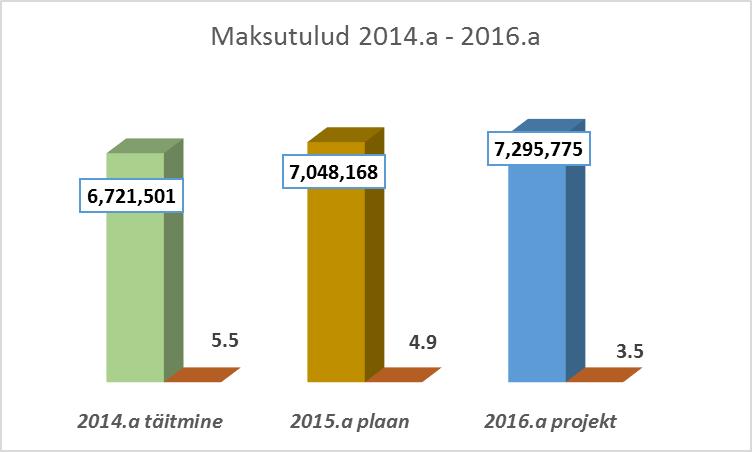 Maksutulud 2014.a - 2016.a
6,721,501
7,048,168
7,295,775
5.5
4.9
3.5
2014.a täitmine
2015.a plaan
2016.a projekt